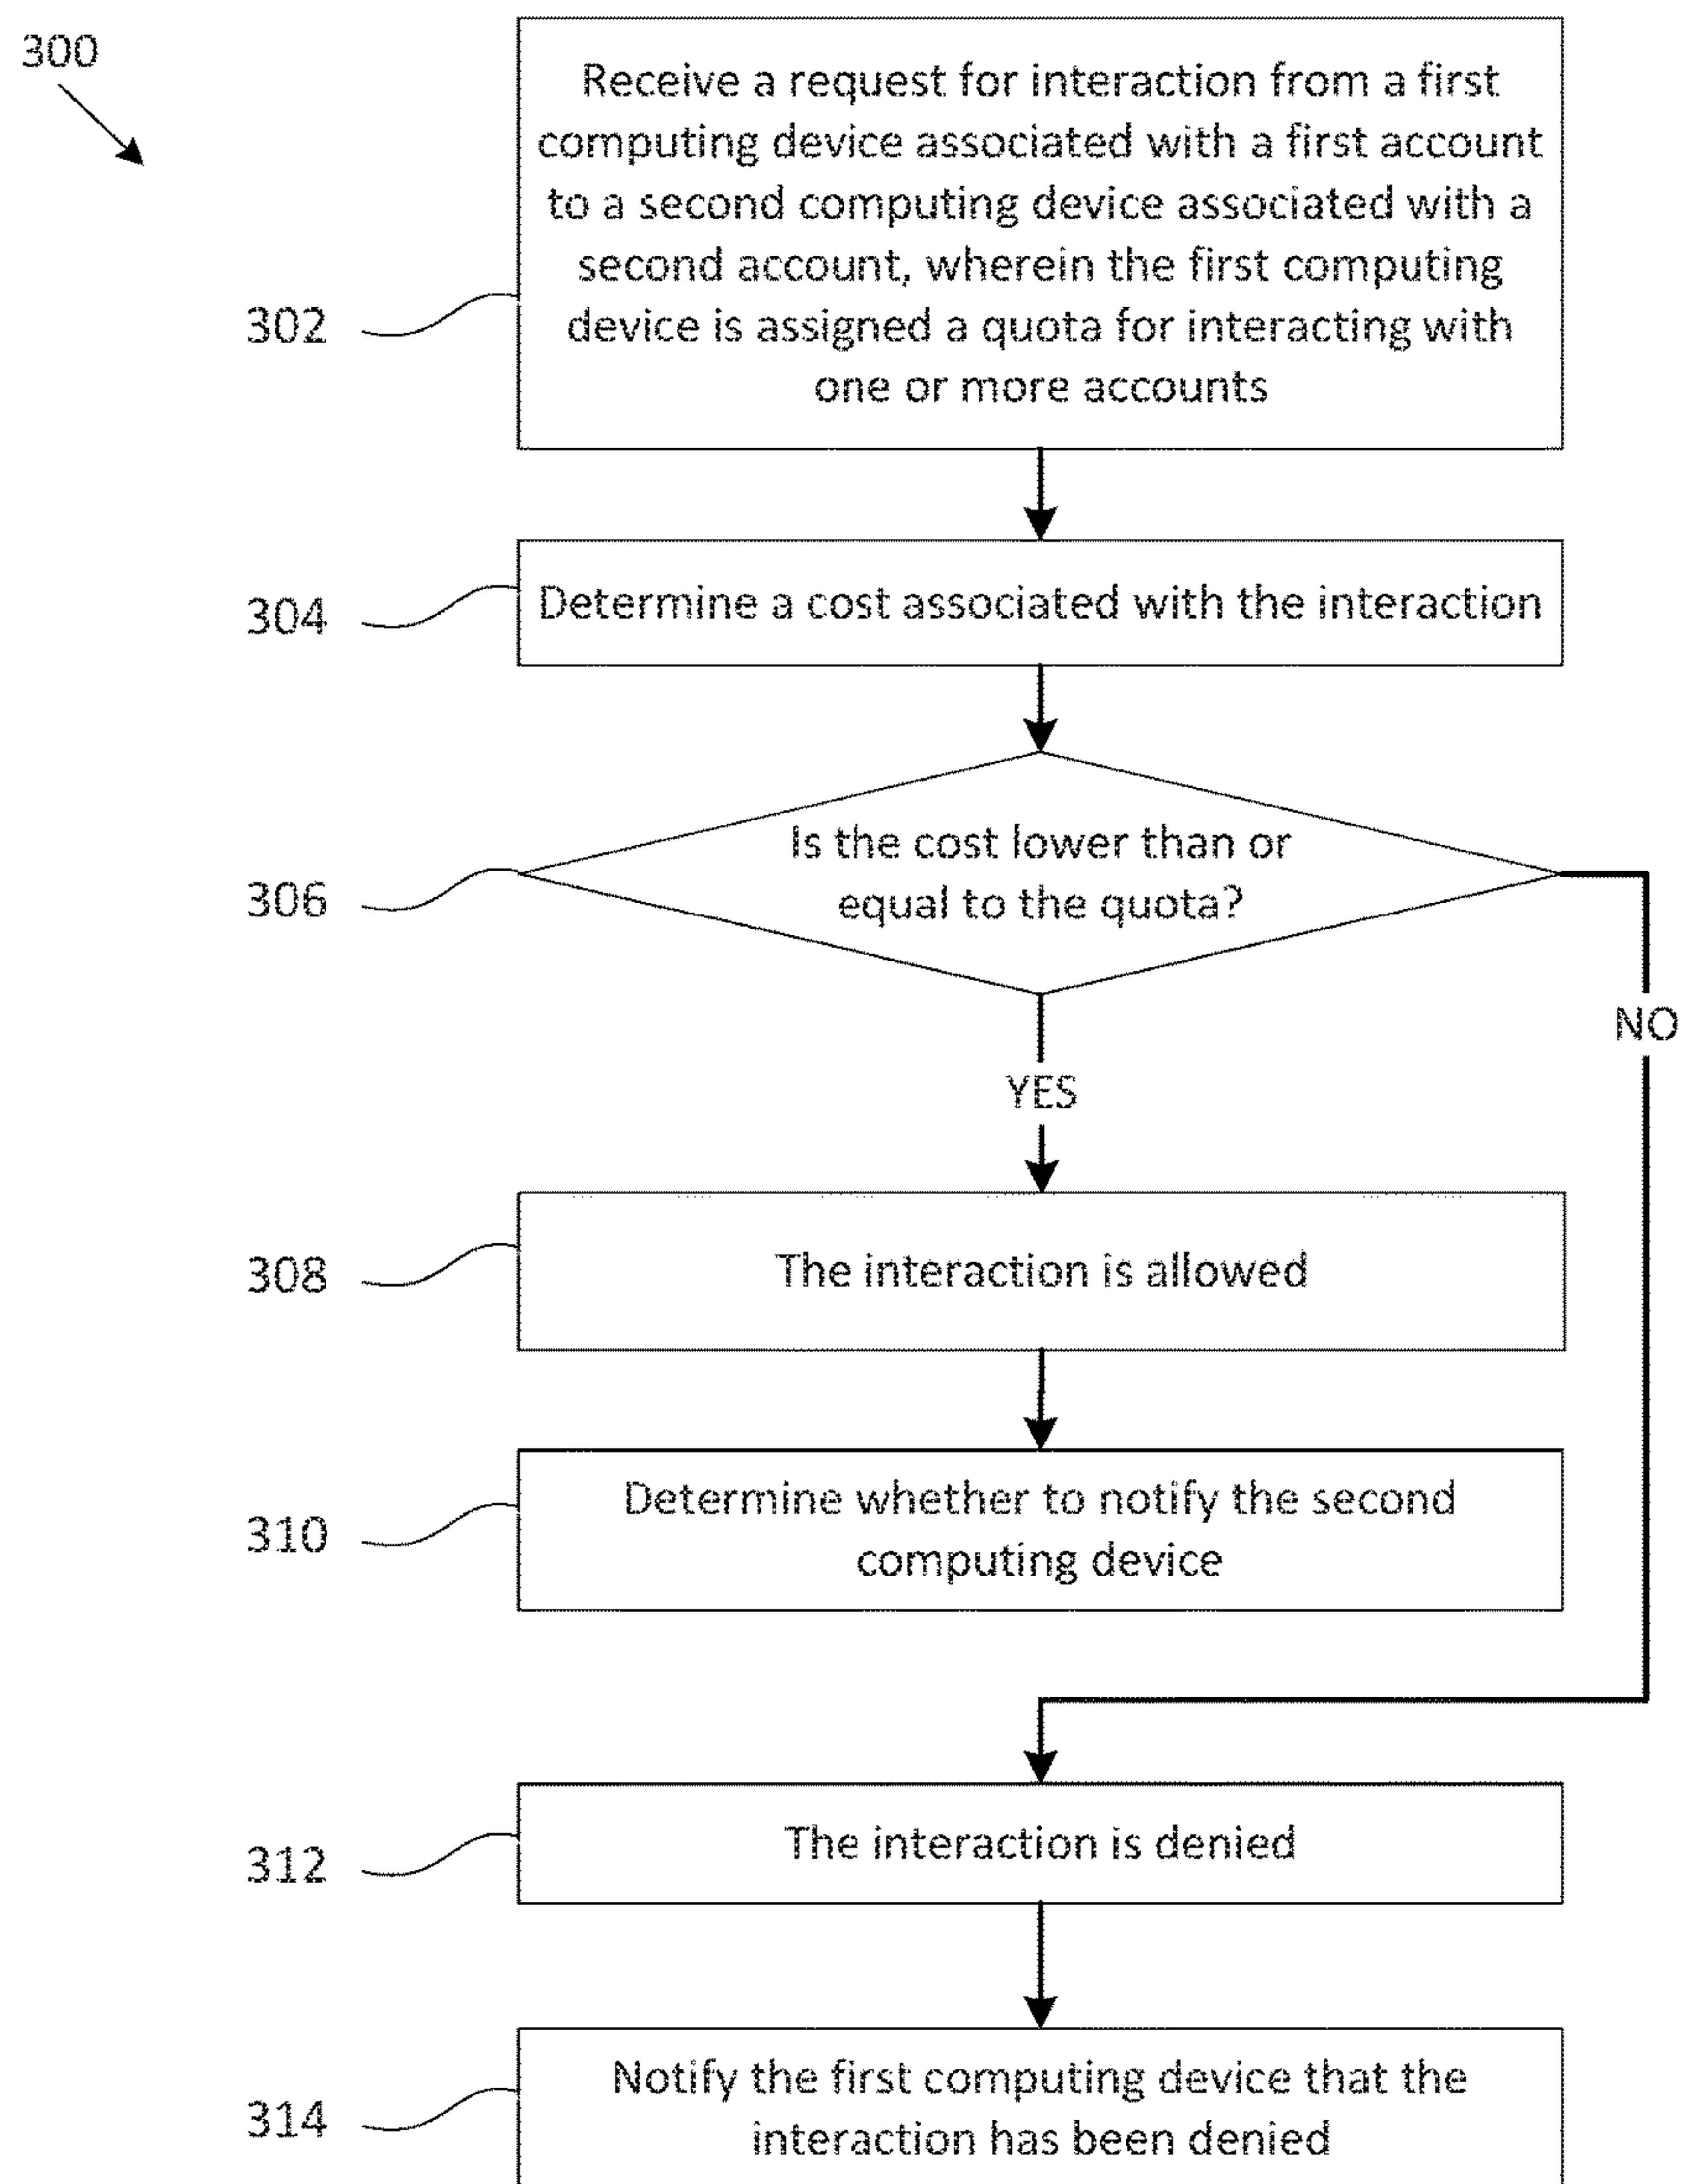 300
Receive a request for interaction from a first
computing device associated with a first account
to a second computing device associated with a
second account, wherein the first computing
device is assigned a quota for interacting with
one or more accounts
302
Determine a cost associated with the interaction
304
Is the cost lower than or
equal to the quota?
306
NO
YES
The interaction is allowed
308
Determine whether to notify the second
computing device
310
The interaction is denied
312
Notify the first computing device that the
interaction has been denied
314